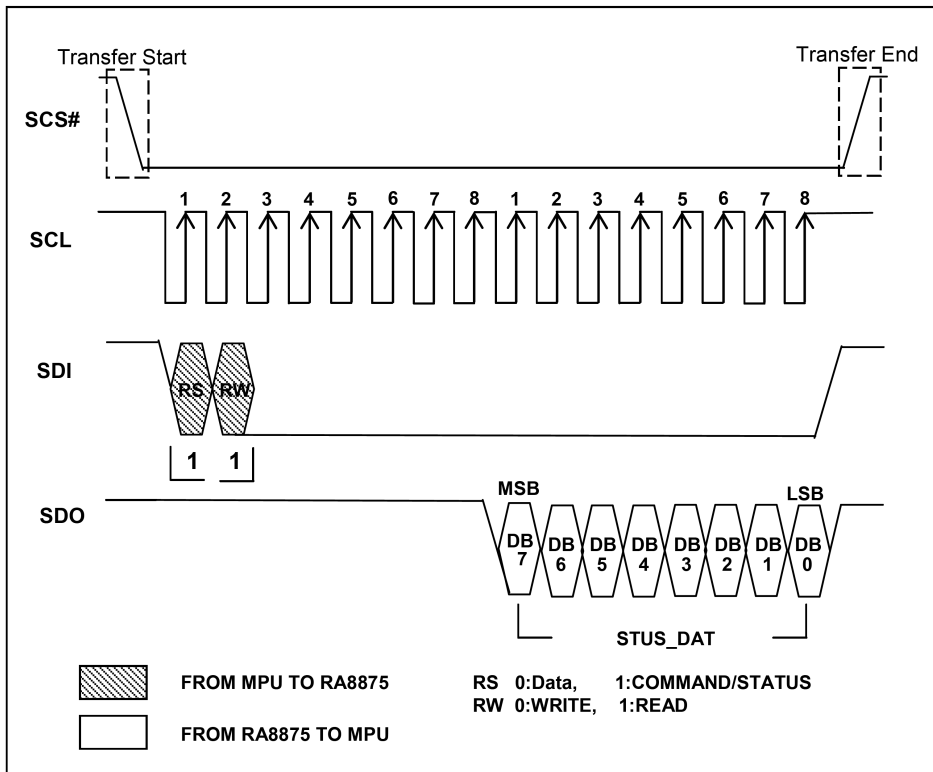 Transfer Start
Transfer End
SCS#
1 2 3 4 5 6 7 8 1 2 3 4 5 6 7 8
SCL
SDI
RS RW
1 1
MSB
LSB
SDO
DB 7 DB 6 DB 5 DB 4 DB 3 DB 2 DB 1 DB 0
STUS_DAT
FROM MPU TO RA8875
RS 0:Data, 1:COMMAND/STATUS
RW 0:WRITE, 1:READ
FROM RA8875 TO MPU